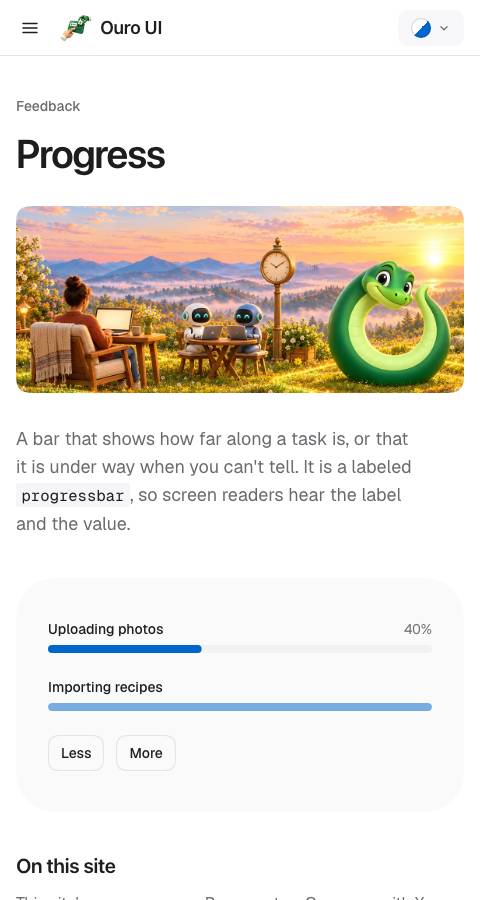 Ouro UI
Feedback
Progress
A bar that shows how far along a task is, or that
it is under way when you can't tell. It is a labeled
progressbar, so screen readers hear the label
and the value.
Uploading photos 40%
Importing recipes
Less More
On this site